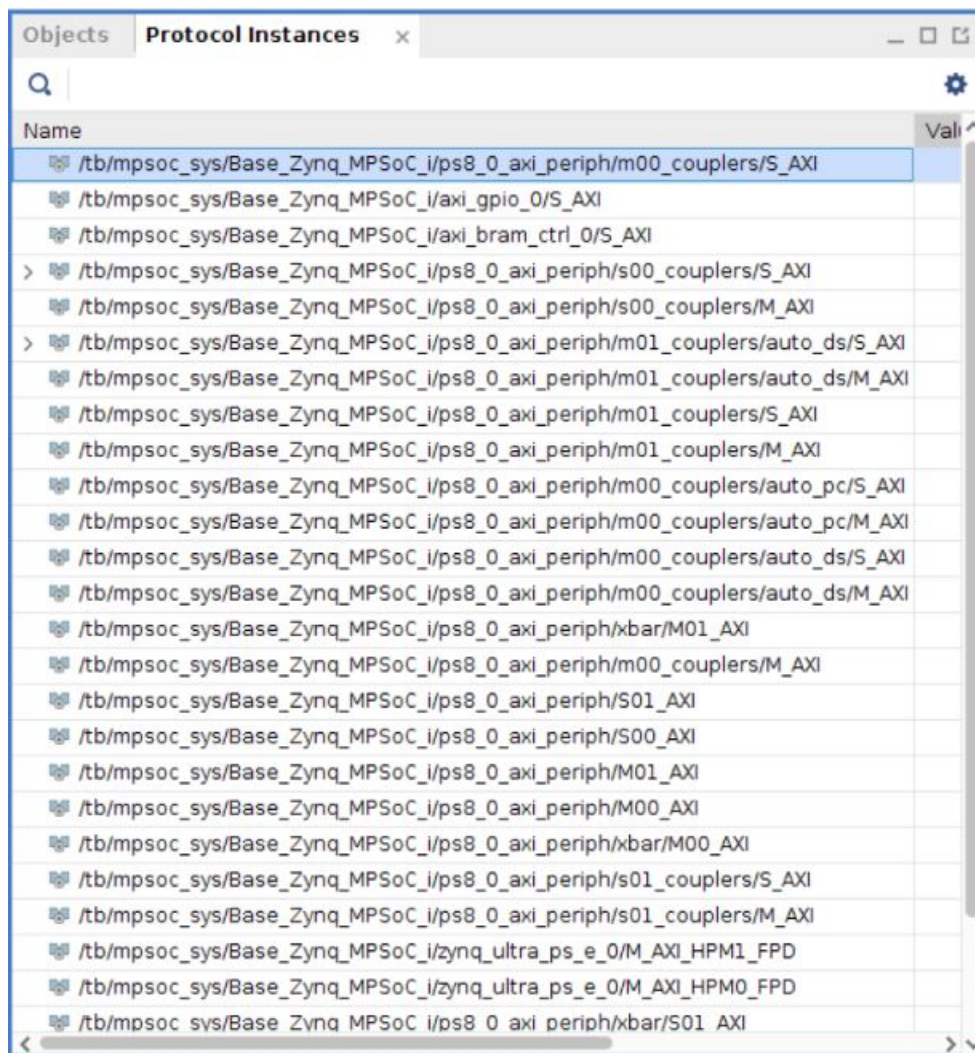 Objects Protocol Instances
Name Valu
/tb/mpsoc_sys/Base_Zynq_MPSoC_i/ps8_0_axi_periph/m00_couplers/S_AXI
/tb/mpsoc_sys/Base_Zynq_MPSoC_i/axi_gpio_0/S_AXI
/tb/mpsoc_sys/Base_Zynq_MPSoC_i/axi_bram_ctrl_0/S_AXI
/tb/mpsoc_sys/Base_Zynq_MPSoC_i/ps8_0_axi_periph/s00_couplers/S_AXI
/tb/mpsoc_sys/Base_Zynq_MPSoC_i/ps8_0_axi_periph/s00_couplers/M_AXI
/tb/mpsoc_sys/Base_Zynq_MPSoC_i/ps8_0_axi_periph/m01_couplers/auto_ds/S_AXI
/tb/mpsoc_sys/Base_Zynq_MPSoC_i/ps8_0_axi_periph/m01_couplers/auto_ds/M_AXI
/tb/mpsoc_sys/Base_Zynq_MPSoC_i/ps8_0_axi_periph/m01_couplers/S_AXI
/tb/mpsoc_sys/Base_Zynq_MPSoC_i/ps8_0_axi_periph/m01_couplers/M_AXI
/tb/mpsoc_sys/Base_Zynq_MPSoC_i/ps8_0_axi_periph/m00_couplers/auto_pc/S_AXI
/tb/mpsoc_sys/Base_Zynq_MPSoC_i/ps8_0_axi_periph/m00_couplers/auto_pc/M_AXI
/tb/mpsoc_sys/Base_Zynq_MPSoC_i/ps8_0_axi_periph/m00_couplers/auto_ds/S_AXI
/tb/mpsoc_sys/Base_Zynq_MPSoC_i/ps8_0_axi_periph/m00_couplers/auto_ds/M_AXI
/tb/mpsoc_sys/Base_Zynq_MPSoC_i/ps8_0_axi_periph/xbar/M01_AXI
/tb/mpsoc_sys/Base_Zynq_MPSoC_i/ps8_0_axi_periph/m00_couplers/M_AXI
/tb/mpsoc_sys/Base_Zynq_MPSoC_i/ps8_0_axi_periph/S01_AXI
/tb/mpsoc_sys/Base_Zynq_MPSoC_i/ps8_0_axi_periph/S00_AXI
/tb/mpsoc_sys/Base_Zynq_MPSoC_i/ps8_0_axi_periph/M01_AXI
/tb/mpsoc_sys/Base_Zynq_MPSoC_i/ps8_0_axi_periph/M00_AXI
/tb/mpsoc_sys/Base_Zynq_MPSoC_i/ps8_0_axi_periph/xbar/M00_AXI
/tb/mpsoc_sys/Base_Zynq_MPSoC_i/ps8_0_axi_periph/s01_couplers/S_AXI
/tb/mpsoc_sys/Base_Zynq_MPSoC_i/ps8_0_axi_periph/s01_couplers/M_AXI
/tb/mpsoc_sys/Base_Zynq_MPSoC_i/zynq_ultra_ps_e_0/M_AXI_HPM1_FPD
/tb/mpsoc_sys/Base_Zynq_MPSoC_i/zynq_ultra_ps_e_0/M_AXI_HPM0_FPD
/tb/mpsoc_sys/Base_Zynq_MPSoC_i/ps8_0_axi_periph/xbar/S01_AXI